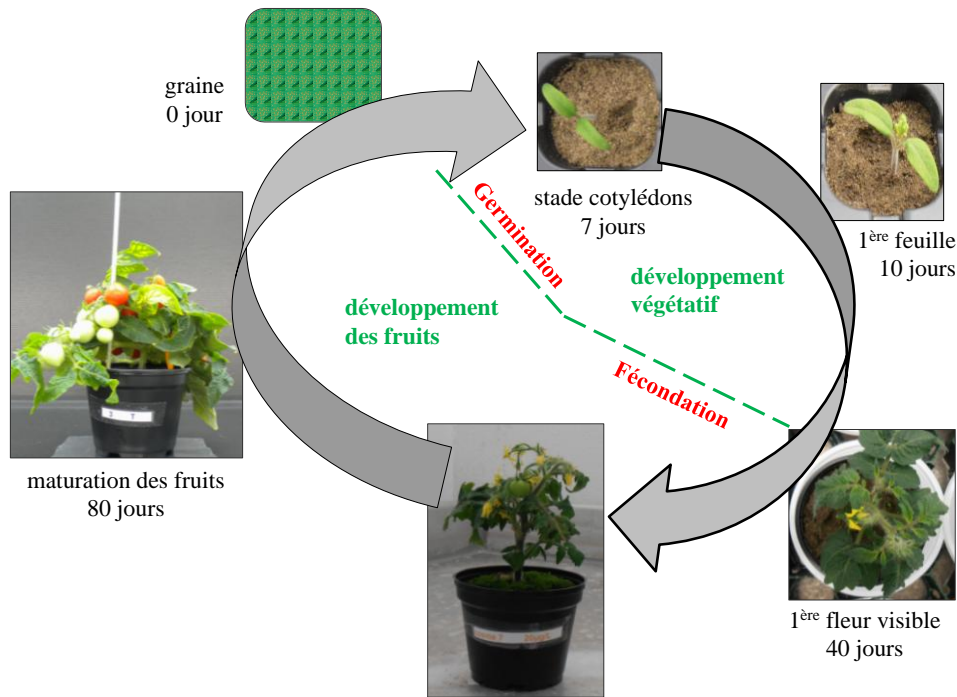 graine
0 jour
stade cotylédons
7 jours
1ère feuille
10 jours
Germination
développement
végétatif
développement
des fruits
Fécondation
maturation des fruits
80 jours
1ère fleur visible
40 jours